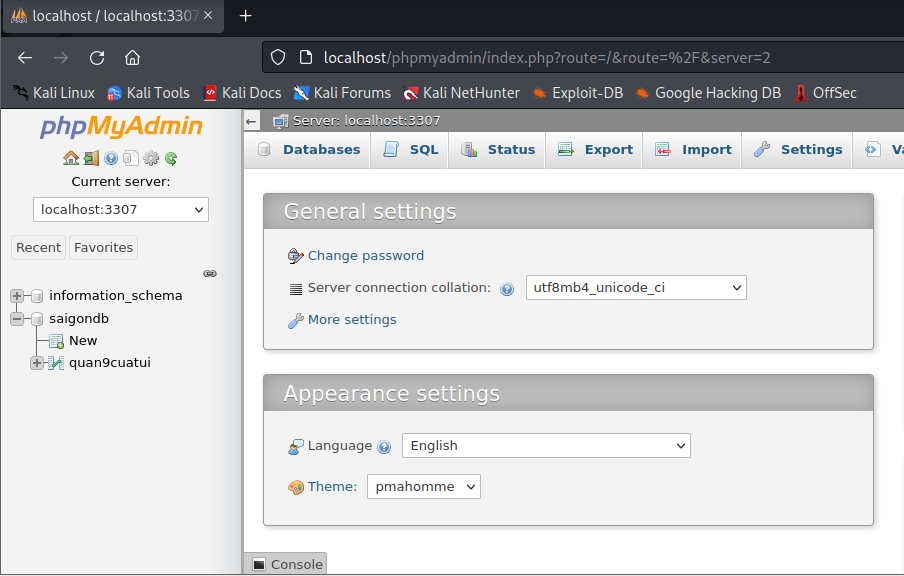 localhost / localhost:3307
localhost/phpmyadmin/index.php?route=/&route=%2F&server=2
Kali Linux Kali Tools Kali Docs Kali Forums Kali NetHunter Exploit-DB Google Hacking DB OffSec
phpMyAdmin
Current server:
localhost:3307
Recent Favorites
information_schema
saigondb
New
quan9cuatui
Server: localhost:3307
Databases SQL Status Export Import Settings
General settings
Change password
Server connection collation: utf8mb4_unicode_ci
More settings
Appearance settings
Language English
Theme: pmahomme
Console